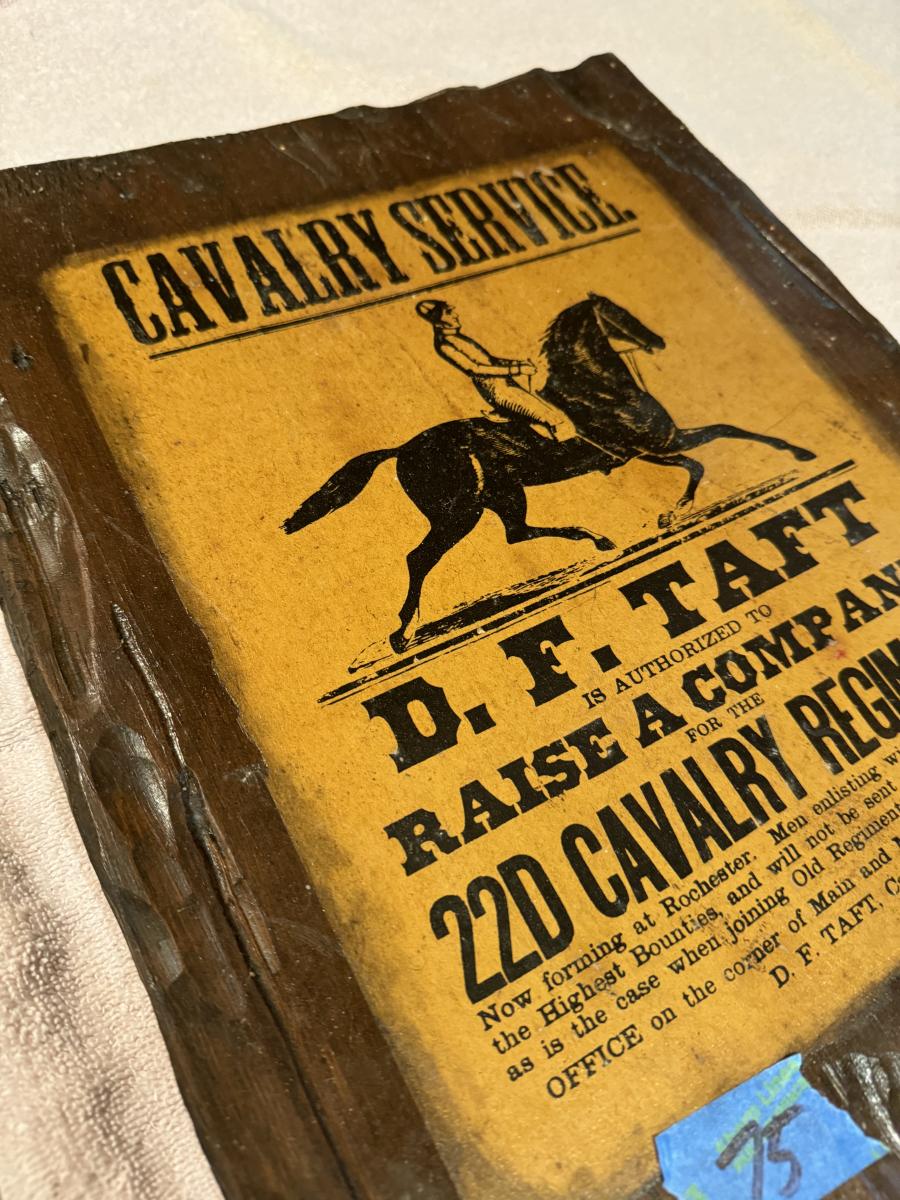 CAVALRY SERVICE.
D. F. TAFT
IS AUTHORIZED TO
RAISE A COMPAN
FOR THE
22D CAVALRY REGIM
Now forming at Rochester. Men enlisting wi
the Highest Bounties, and will not be sent
as is the case when joining Old Regiment
OFFICE on the corner of Main and
D. F. TAFT, C
75